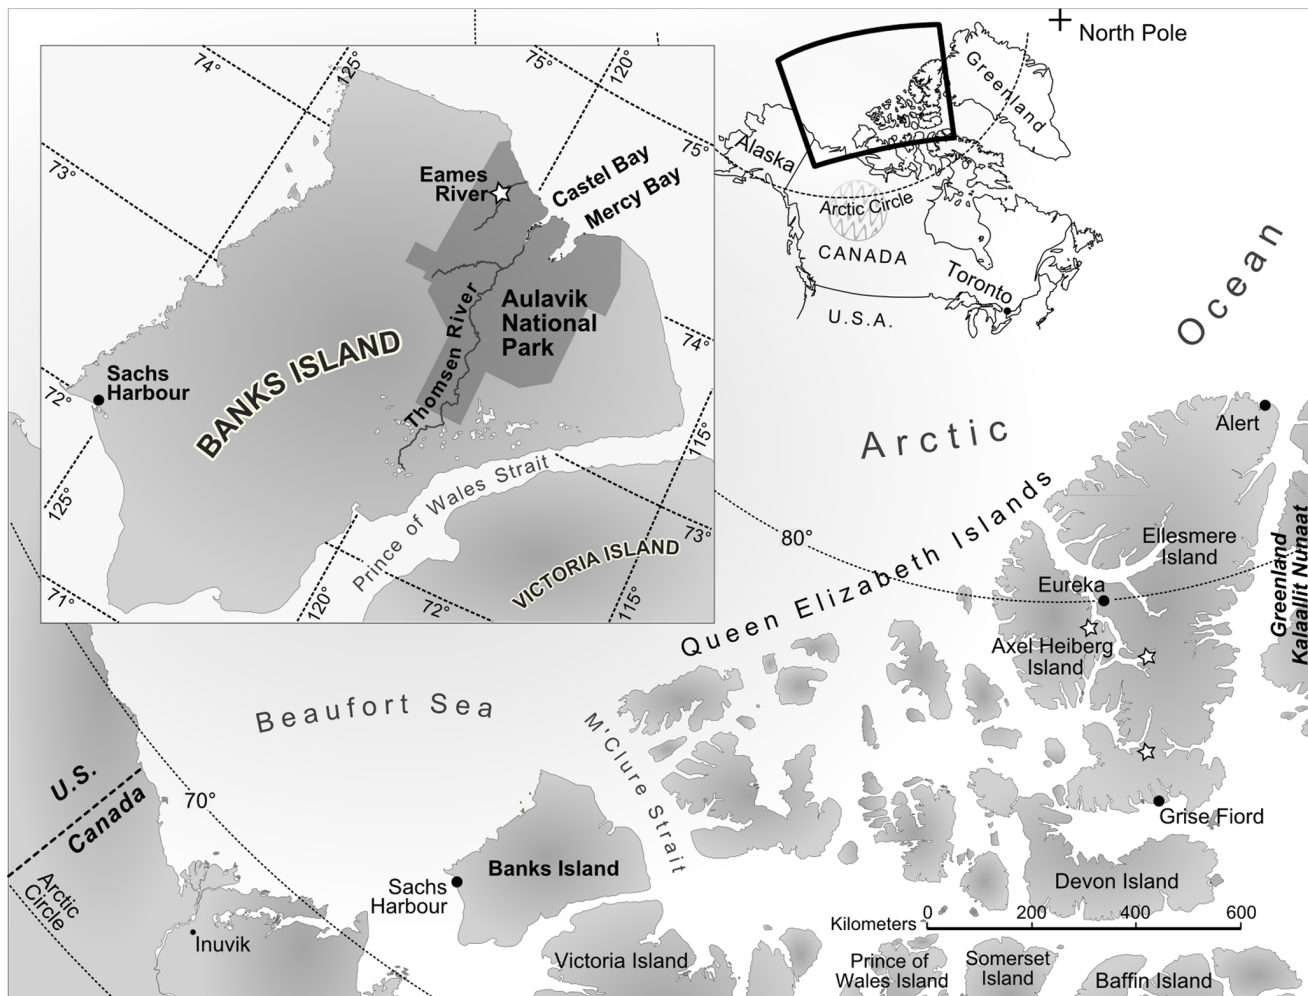 North Pole
Greenland
Alaska
Arctic Circle
CANADA
Toronto
U.S.A.
74°
125°
75°
120°
75°
73°
Eames
River
Castel Bay
Mercy Bay
Aulavik
National
Park
Thomsen River
BANKS ISLAND
74°
Sachs
Harbour
72°
115°
125°
Prince of Wales Strait
73°
VICTORIA ISLAND
71°
120°
72°
115°
Arctic Ocean
Alert
80°
Queen Elizabeth Islands
Ellesmere
Island
Greenland
Kalaallit Nunaat
Eureka
Axel Heiberg
Island
Beaufort Sea
M'Clure Strait
U.S.
Canada
70°
Arctic
Circle
Grise Fiord
Banks Island
Sachs
Harbour
Devon Island
Kilometers
0 200 400 600
Inuvik
Victoria Island
Prince of
Wales Island
Somerset
Island
Baffin Island